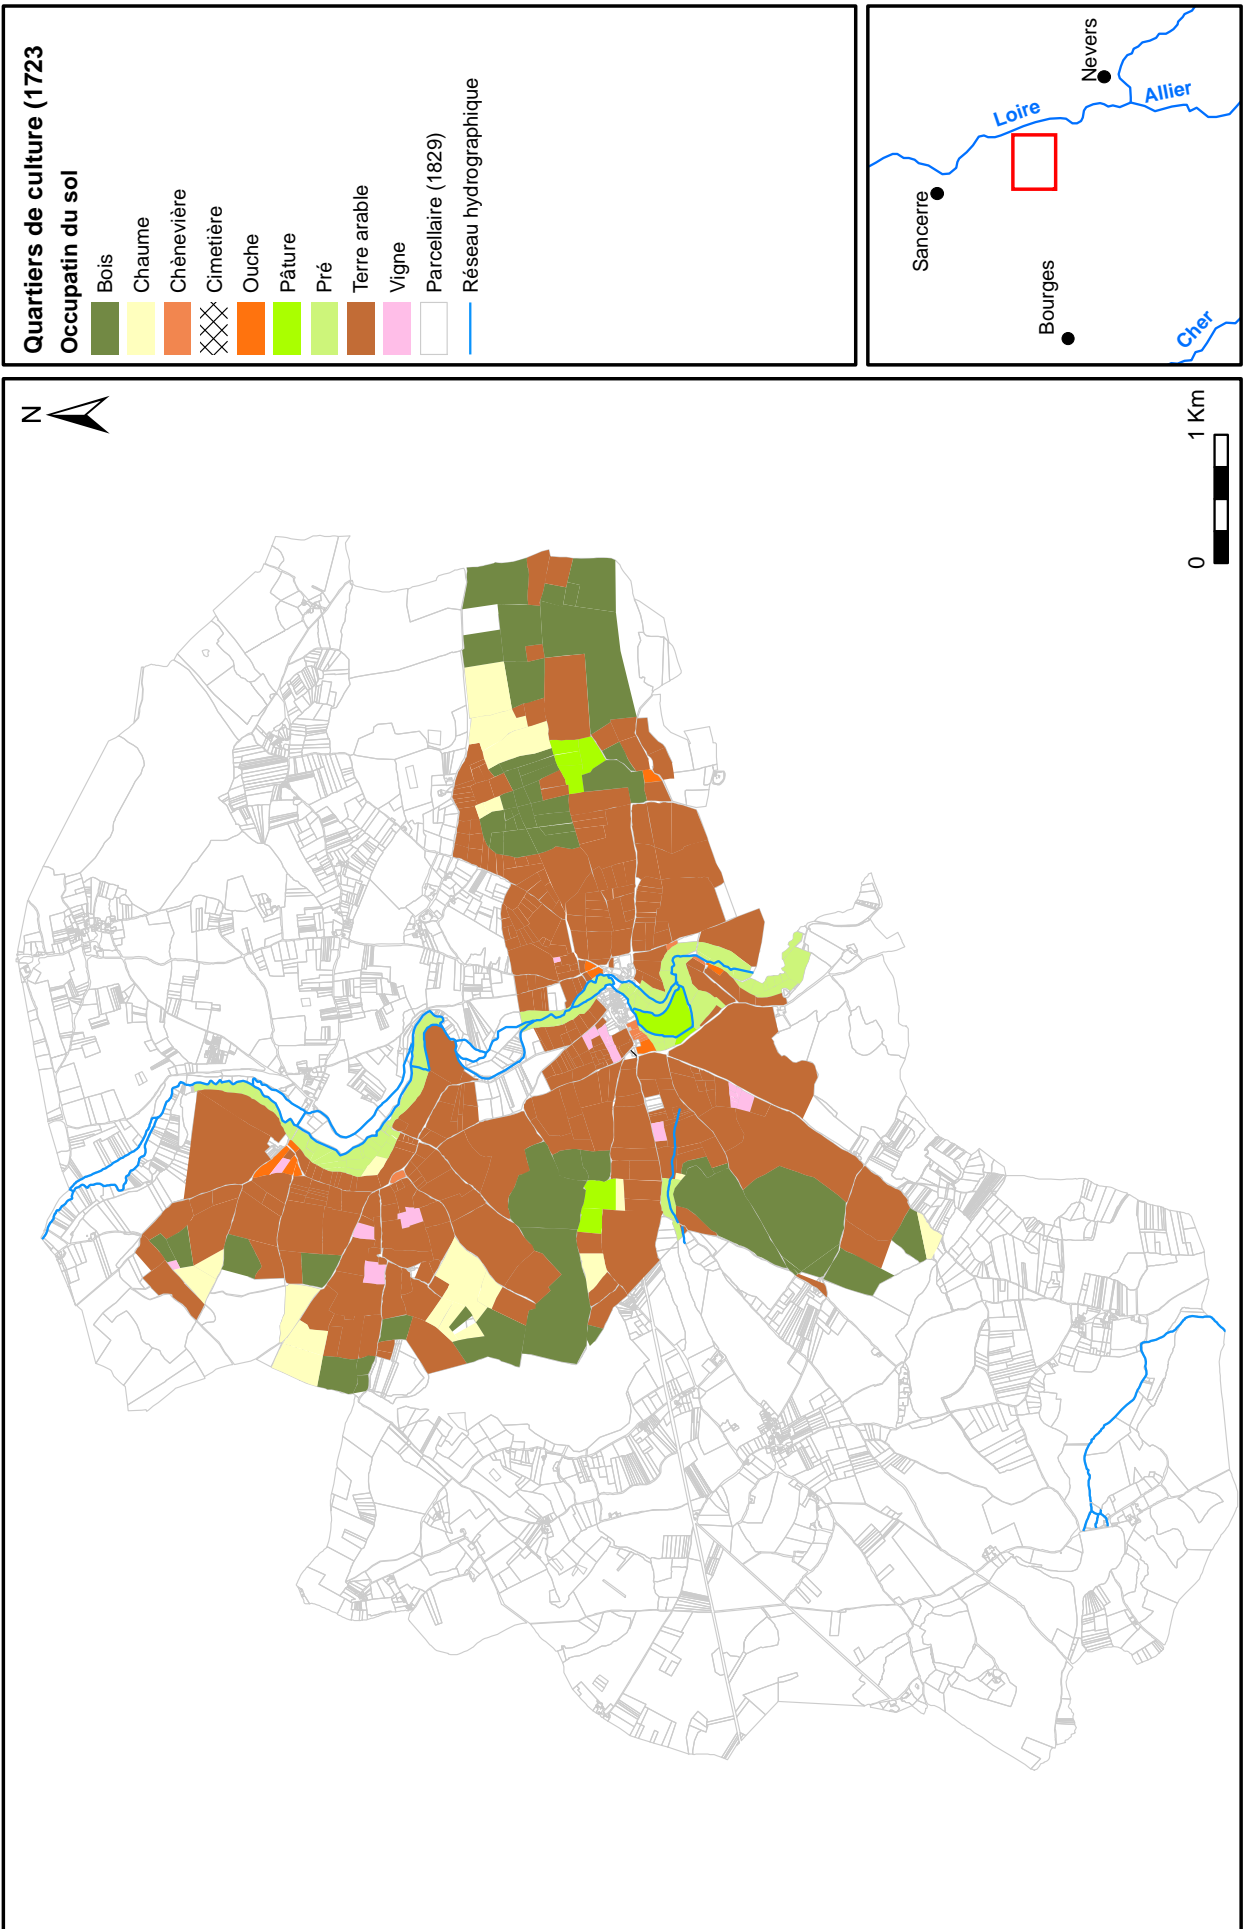 Quartiers de culture (1723
Occupatin du sol
Bois
Chaume
Chènevière
Cimetière
Ouche
Pâture
Pré
Terre arable
Vigne
Parcellaire (1829)
Réseau hydrographique
Sancerre
Bourges
Nevers
Loire
Allier
Cher
N
0 1 Km